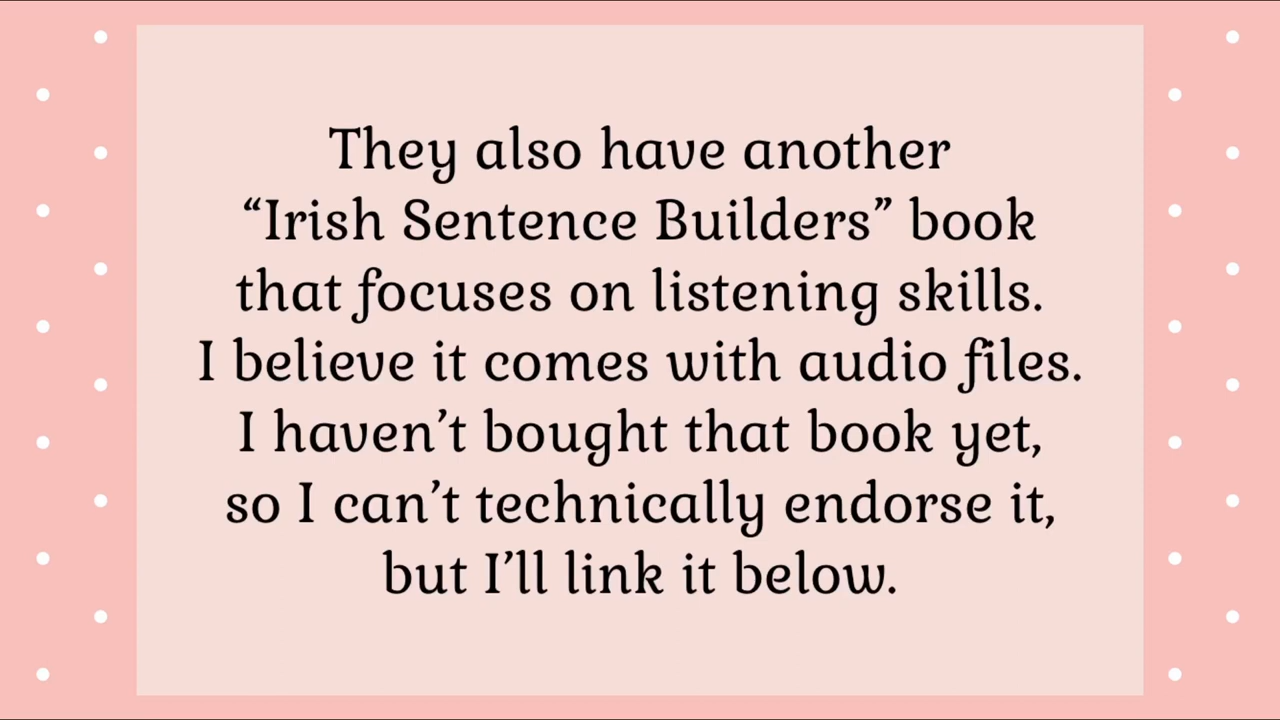 They also have another
“Irish Sentence Builders” book
that focuses on listening skills.
I believe it comes with audio files.
I haven’t bought that book yet,
so I can’t technically endorse it,
but I’ll link it below.